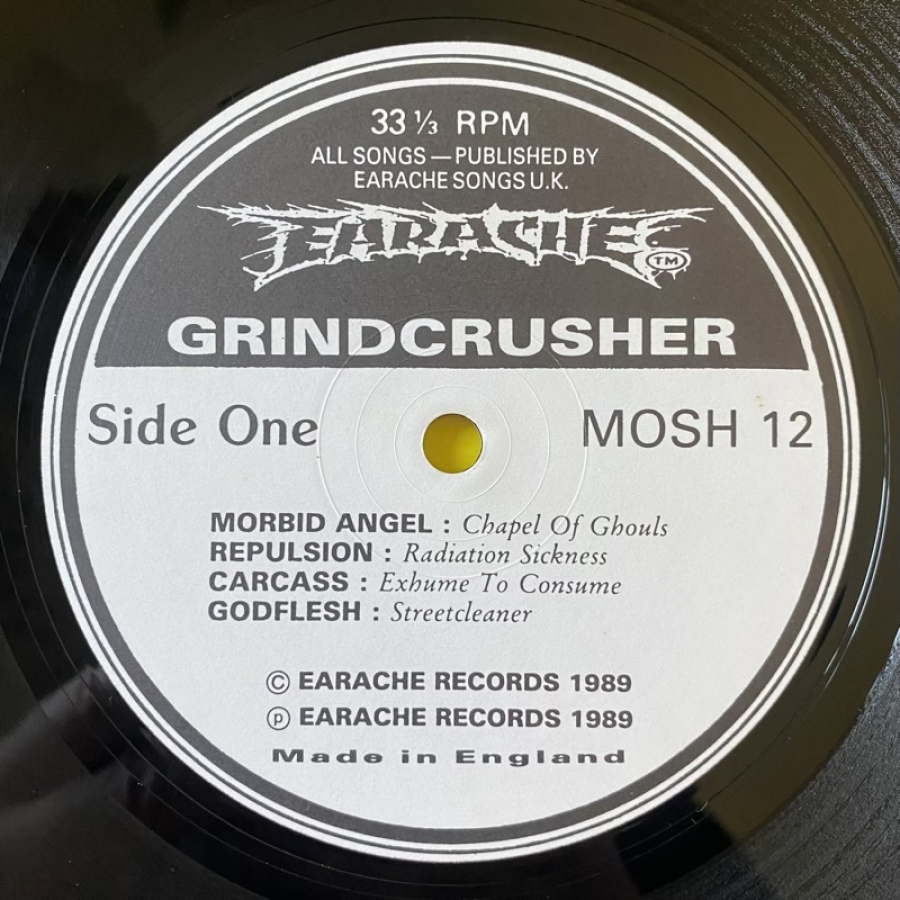 33 ⅓ RPM
ALL SONGS — PUBLISHED BY
EARACHE SONGS U.K.
EARACHE TM
GRINDCRUSHER
Side One MOSH 12
MORBID ANGEL : Chapel Of Ghouls
REPULSION : Radiation Sickness
CARCASS : Exhume To Consume
GODFLESH : Streetcleaner
© EARACHE RECORDS 1989
℗ EARACHE RECORDS 1989
Made in England